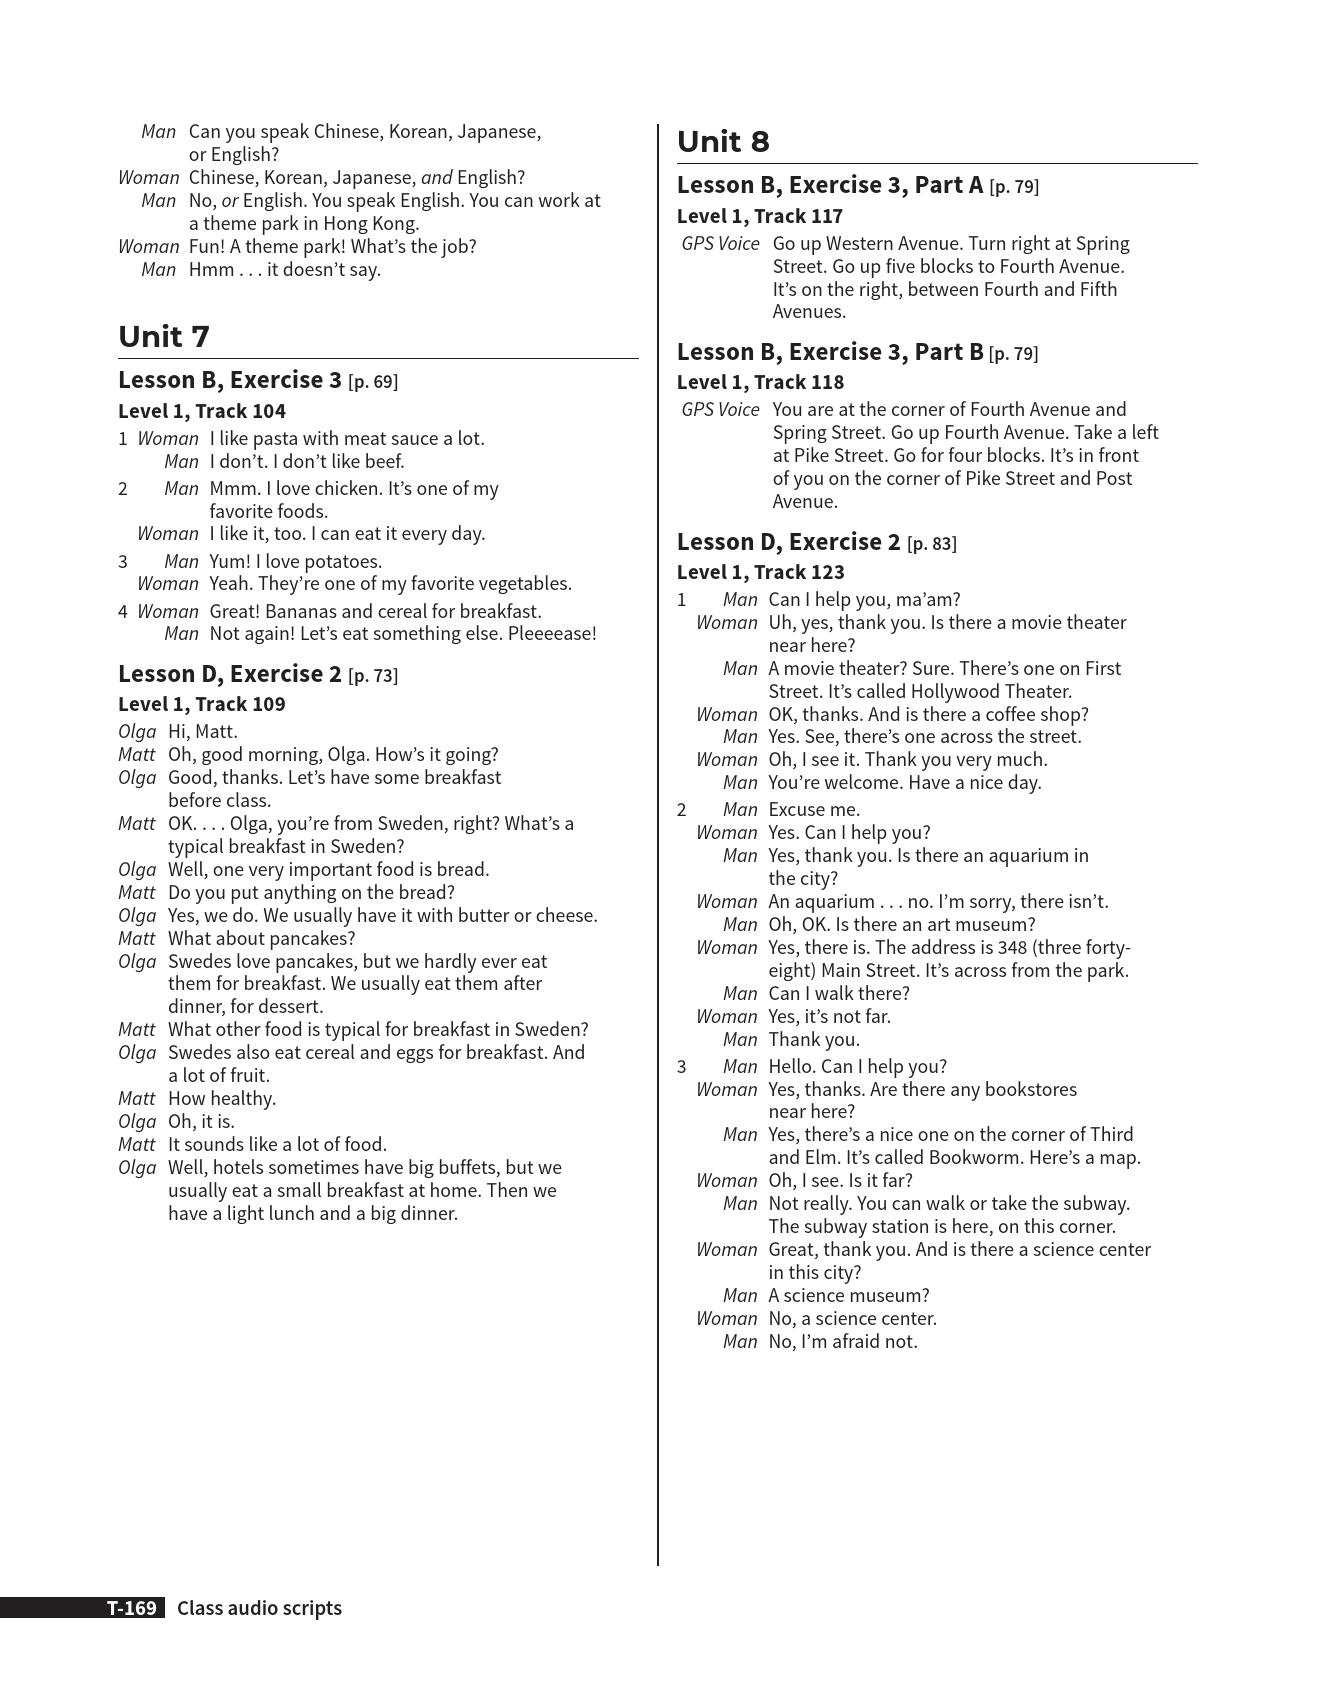 Man Can you speak Chinese, Korean, Japanese,
or English?
Woman Chinese, Korean, Japanese, and English?
Man No, or English. You speak English. You can work at
a theme park in Hong Kong.
Woman Fun! A theme park! What’s the job?
Man Hmm . . . it doesn’t say.
Unit 7
Lesson B, Exercise 3 [p. 69]
Level 1, Track 104
1 Woman I like pasta with meat sauce a lot.
Man I don’t. I don’t like beef.
2 Man Mmm. I love chicken. It’s one of my
favorite foods.
Woman I like it, too. I can eat it every day.
3 Man Yum! I love potatoes.
Woman Yeah. They’re one of my favorite vegetables.
4 Woman Great! Bananas and cereal for breakfast.
Man Not again! Let’s eat something else. Pleeeease!
Lesson D, Exercise 2 [p. 73]
Level 1, Track 109
Olga Hi, Matt.
Matt Oh, good morning, Olga. How’s it going?
Olga Good, thanks. Let’s have some breakfast
before class.
Matt OK. . . . Olga, you’re from Sweden, right? What’s a
typical breakfast in Sweden?
Olga Well, one very important food is bread.
Matt Do you put anything on the bread?
Olga Yes, we do. We usually have it with butter or cheese.
Matt What about pancakes?
Olga Swedes love pancakes, but we hardly ever eat
them for breakfast. We usually eat them after
dinner, for dessert.
Matt What other food is typical for breakfast in Sweden?
Olga Swedes also eat cereal and eggs for breakfast. And
a lot of fruit.
Matt How healthy.
Olga Oh, it is.
Matt It sounds like a lot of food.
Olga Well, hotels sometimes have big buffets, but we
usually eat a small breakfast at home. Then we
have a light lunch and a big dinner.
Unit 8
Lesson B, Exercise 3, Part A [p. 79]
Level 1, Track 117
GPS Voice Go up Western Avenue. Turn right at Spring
Street. Go up five blocks to Fourth Avenue.
It’s on the right, between Fourth and Fifth
Avenues.
Lesson B, Exercise 3, Part B [p. 79]
Level 1, Track 118
GPS Voice You are at the corner of Fourth Avenue and
Spring Street. Go up Fourth Avenue. Take a left
at Pike Street. Go for four blocks. It’s in front
of you on the corner of Pike Street and Post
Avenue.
Lesson D, Exercise 2 [p. 83]
Level 1, Track 123
1 Man Can I help you, ma’am?
Woman Uh, yes, thank you. Is there a movie theater
near here?
Man A movie theater? Sure. There’s one on First
Street. It’s called Hollywood Theater.
Woman OK, thanks. And is there a coffee shop?
Man Yes. See, there’s one across the street.
Woman Oh, I see it. Thank you very much.
Man You’re welcome. Have a nice day.
2 Man Excuse me.
Woman Yes. Can I help you?
Man Yes, thank you. Is there an aquarium in
the city?
Woman An aquarium . . . no. I’m sorry, there isn’t.
Man Oh, OK. Is there an art museum?
Woman Yes, there is. The address is 348 (three forty-
eight) Main Street. It’s across from the park.
Man Can I walk there?
Woman Yes, it’s not far.
Man Thank you.
3 Man Hello. Can I help you?
Woman Yes, thanks. Are there any bookstores
near here?
Man Yes, there’s a nice one on the corner of Third
and Elm. It’s called Bookworm. Here’s a map.
Woman Oh, I see. Is it far?
Man Not really. You can walk or take the subway.
The subway station is here, on this corner.
Woman Great, thank you. And is there a science center
in this city?
Man A science museum?
Woman No, a science center.
Man No, I’m afraid not.
T-169 Class audio scripts